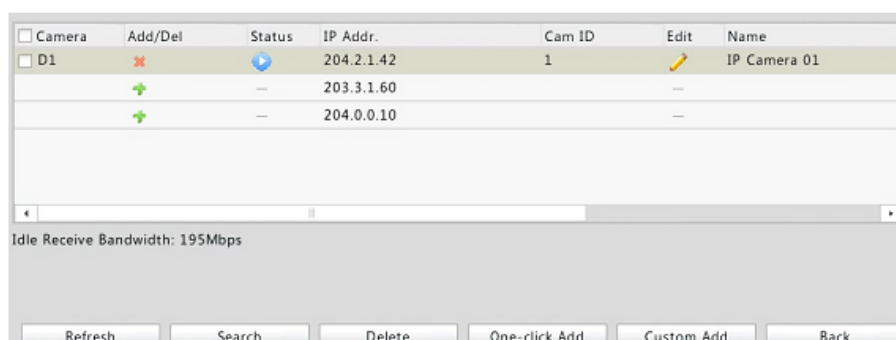 Camera Add/Del Status IP Addr. Cam ID Edit Name
D1 204.2.1.42 1 IP Camera 01
— 203.3.1.60 —
— 204.0.0.10 —
Idle Receive Bandwidth: 195Mbps
Refresh Search Delete One-click Add Custom Add Back